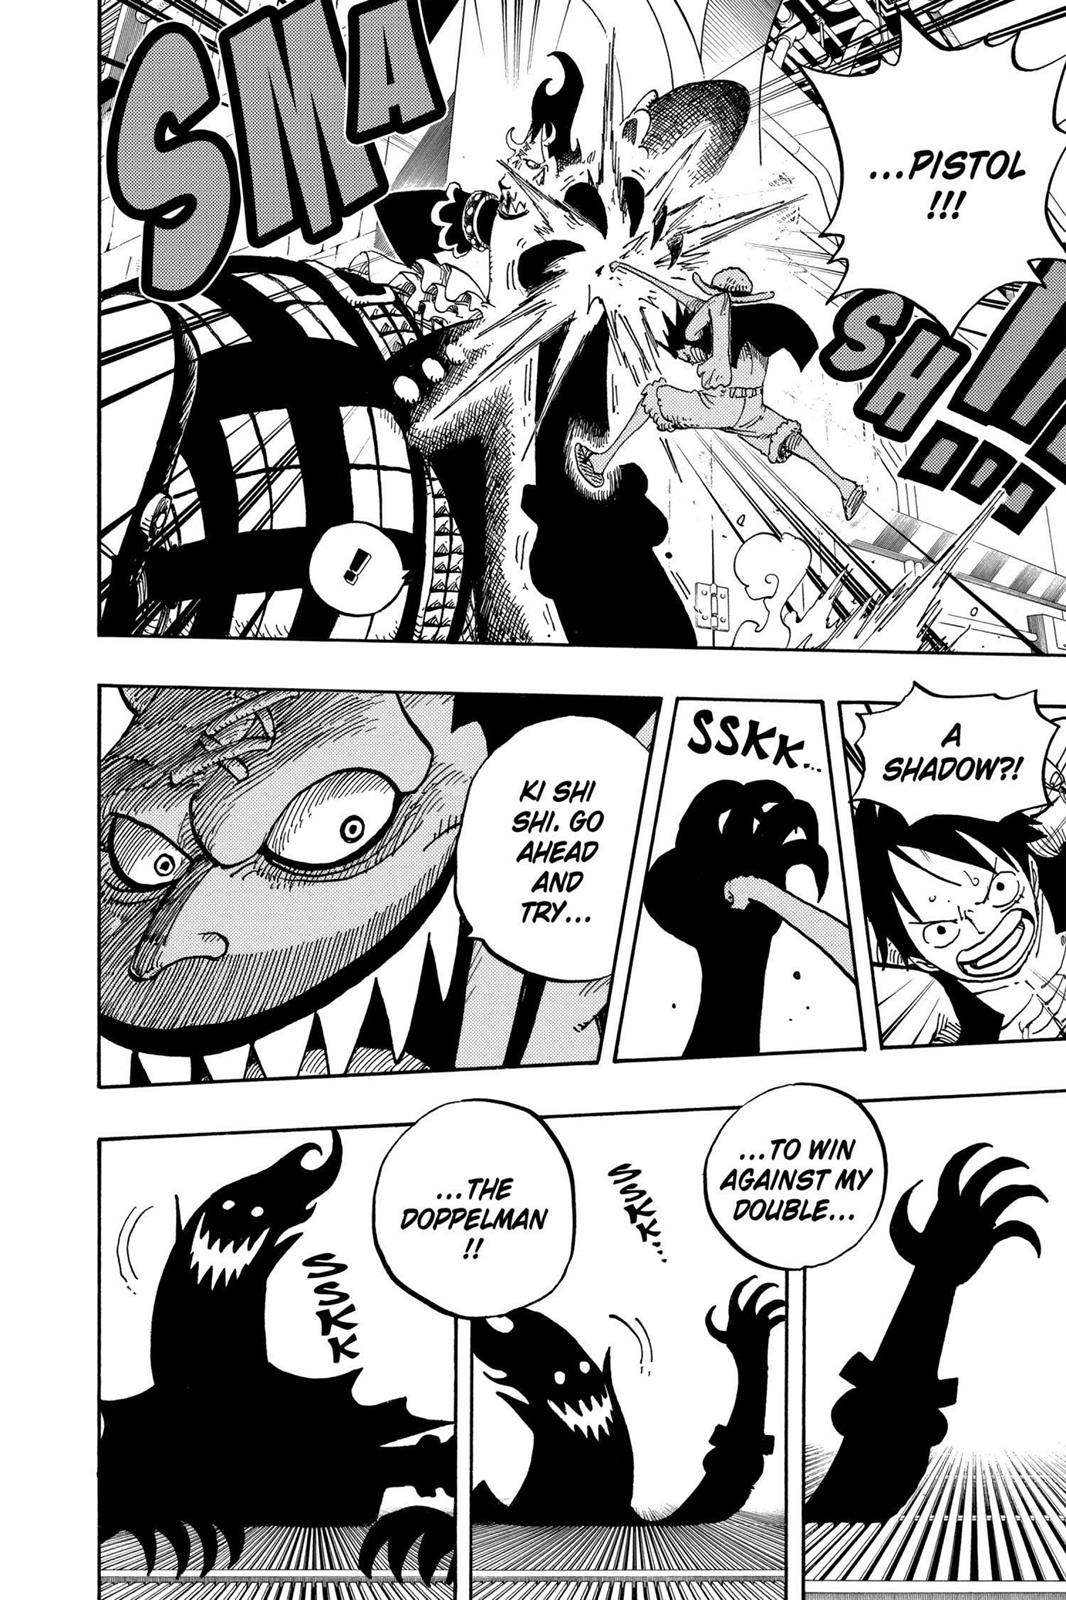 ...PISTOL
!!!
SHOOO
SMA
!
A
SHADOW?!
SSKK...
KI SHI
SHI. GO
AHEAD
AND
TRY...
...TO WIN
AGAINST MY
DOUBLE...
SSKK...
...THE
DOPPELMAN
!!
SSKK